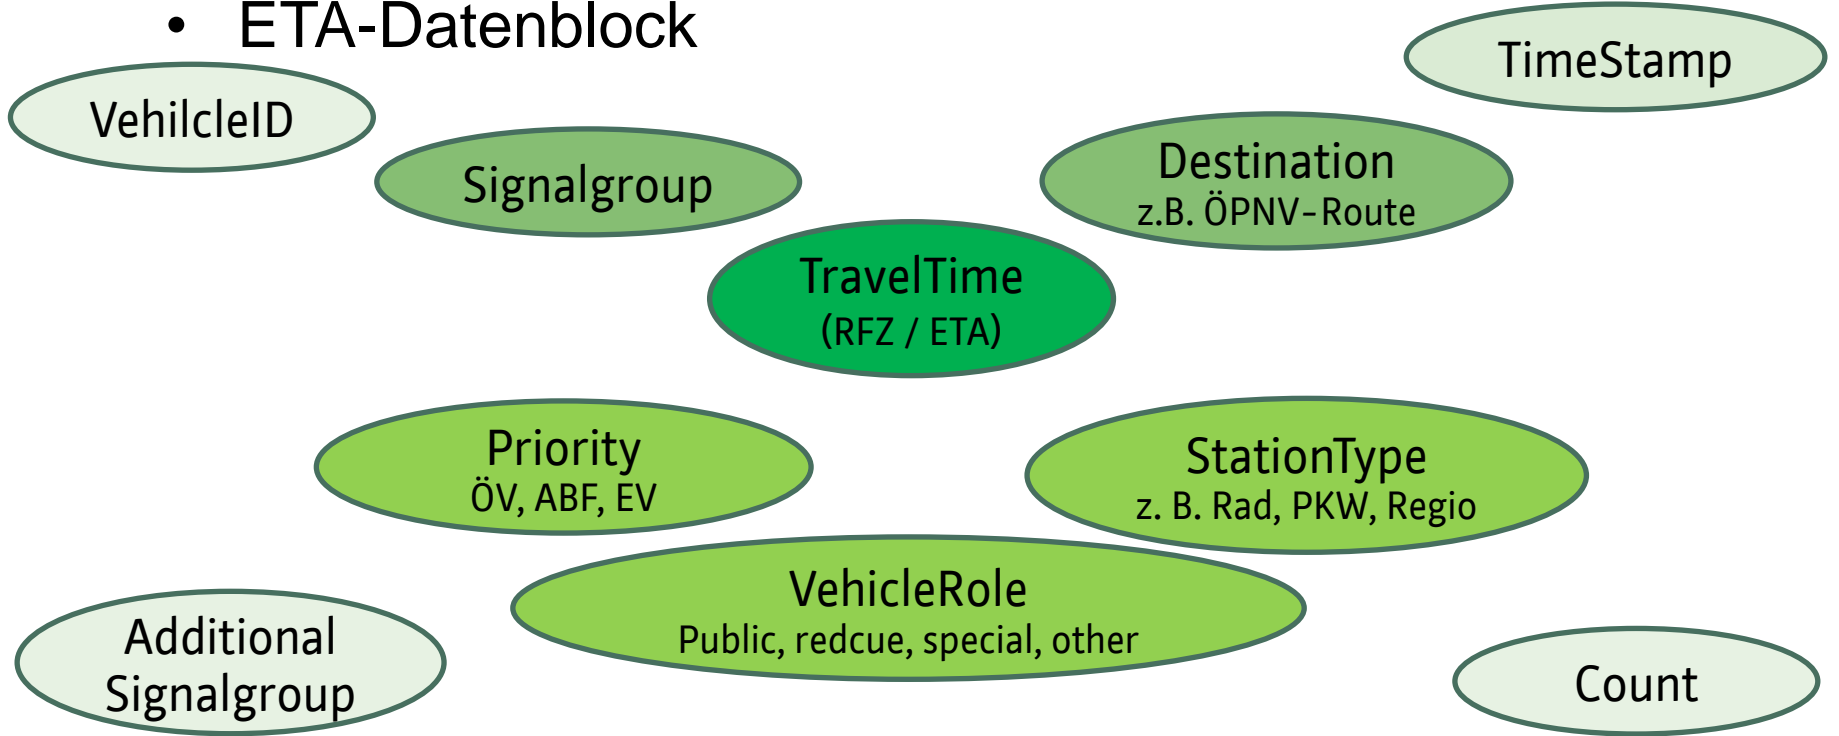 • ETA-Datenblock
TimeStamp
VehilcleID
Signalgroup
Destination
z.B. ÖPNV-Route
TravelTime
(RFZ / ETA)
Priority
ÖV, ABF, EV
StationType
z. B. Rad, PKW, Regio
VehicleRole
Public, redcue, special, other
Additional
Signalgroup
Count